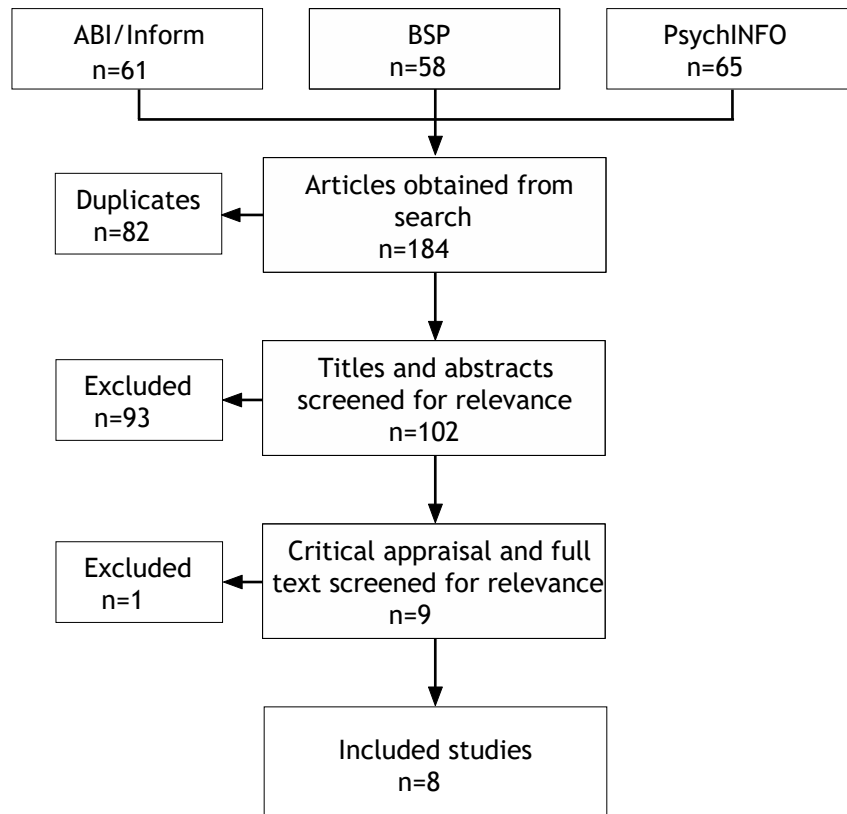 ABI/Inform
n=61
BSP
n=58
PsychINFO
n=65
Articles obtained from
search
n=184
Duplicates
n=82
Titles and abstracts
screened for relevance
n=102
Excluded
n=93
Critical appraisal and full
text screened for relevance
n=9
Excluded
n=1
Included studies
n=8